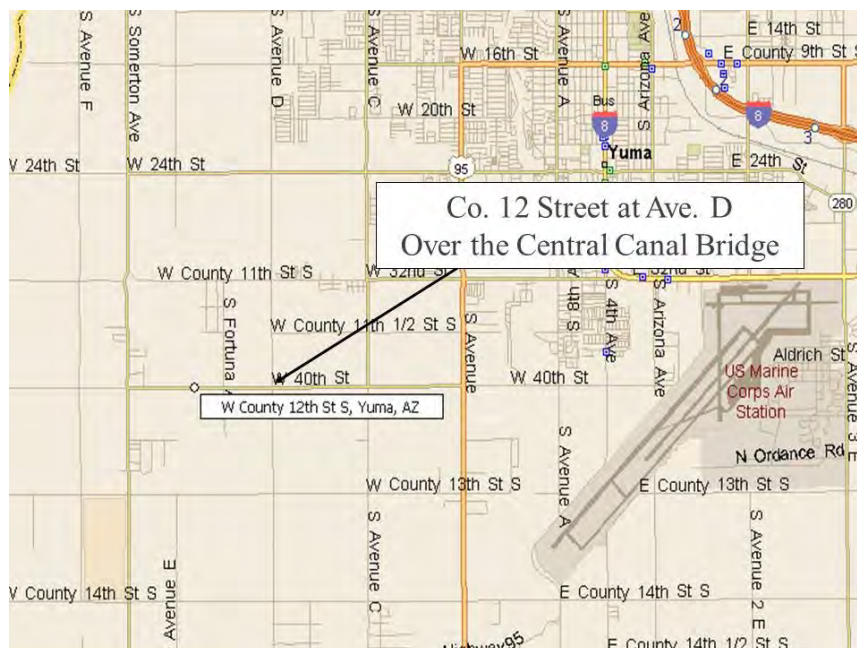 S Avenue F
S Somerton Ave
S Avenue D
S Avenue C
S Avenue A
S Arizona Ave
2
E 14th St
W 16th St
E County 9th St S
W 20th St
Bus
8
8
3
Yuma
W 24th St
W 24th St
95
E 24th St
280
Co. 12 Street at Ave. D
Over the Central Canal Bridge
W County 11th St S
W 32nd St
E 32nd St
S Fortuna A
W County 11th 1/2 St S
S Avenue
S 8th A
S 4th Ave
S Arizona Ave
Aldrich St
S Avenue 3 E
US Marine
Corps Air
Station
W 40th St
W 40th St
W County 12th St S, Yuma, AZ
N Ordance Rd
S Avenue A
W County 13th St S
E County 13th St S
S Avenue C
S Avenue 2 E
Avenue E
W County 14th St S
E County 14th St S
Highway95
E County 14th 1/2 St S